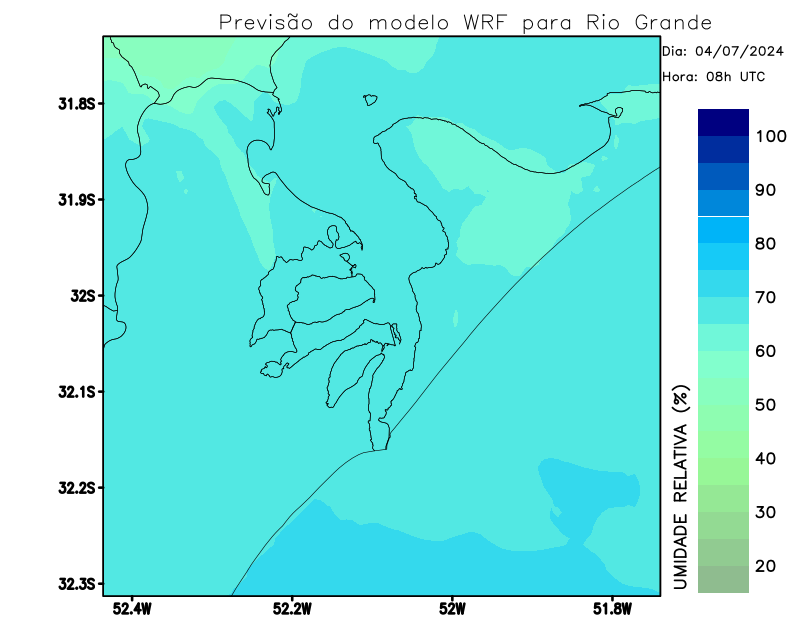 Previsão do modelo WRF para Rio Grande
Dia: 04/07/2024
Hora: 08h UTC
31.8S
31.9S
32S
32.1S
32.2S
32.3S
52.4W
52.2W
52W
51.8W
100
90
80
70
60
50
40
30
20
UMIDADE RELATIVA (%)